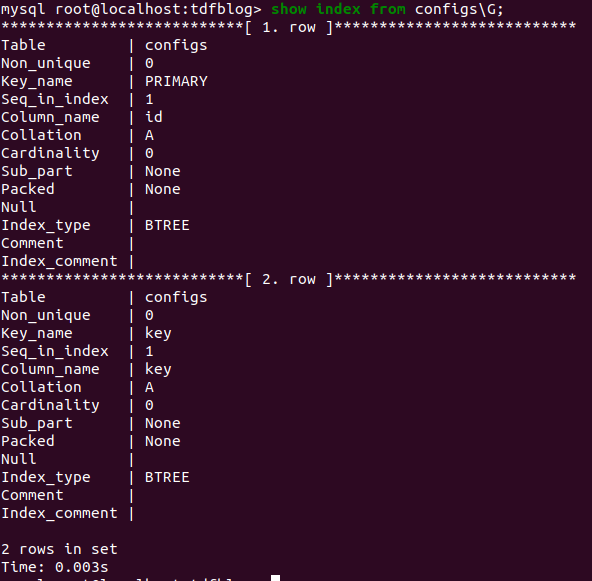 mysql root@localhost:tdfblog> show index from configs\G;
***************************[ 1. row ]***************************
Table         | configs
Non_unique    | 0
Key_name      | PRIMARY
Seq_in_index  | 1
Column_name   | id
Collation     | A
Cardinality   | 0
Sub_part      | None
Packed        | None
Null          |
Index_type    | BTREE
Comment       |
Index_comment |
***************************[ 2. row ]***************************
Table         | configs
Non_unique    | 0
Key_name      | key
Seq_in_index  | 1
Column_name   | key
Collation     | A
Cardinality   | 0
Sub_part      | None
Packed        | None
Null          |
Index_type    | BTREE
Comment       |
Index_comment |
2 rows in set
Time: 0.003s